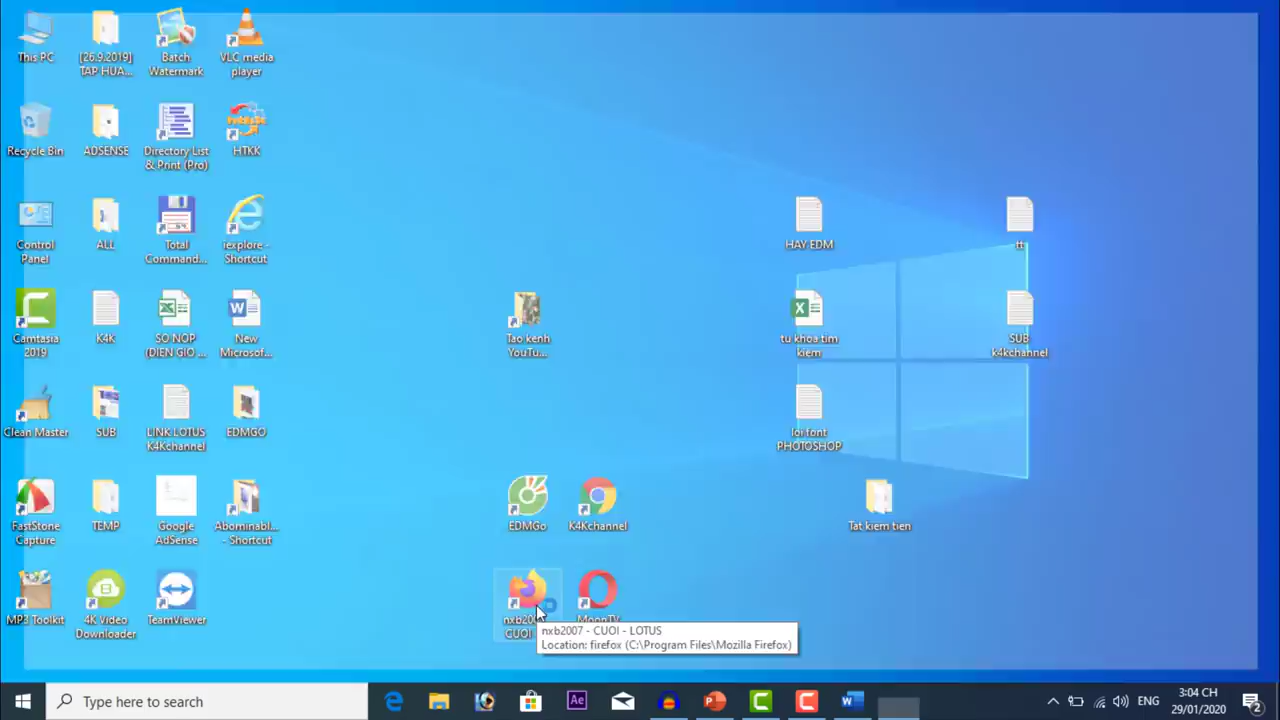 This PC
[26.9.2019]
TAP HUA...
Batch
Watermark
VLC media
player
Recycle Bin
ADSENSE
Directory List
& Print (Pro)
HTKK
Control
Panel
ALL
Total
Command...
iexplore -
Shortcut
HAY EDM
tt
Camtasia
2019
K4K
SO NOP
(DIEN GIO ...
New
Microsof...
Tao kenh
YouTu...
tu khoa tim
kiem
SUB
k4kchannel
Clean Master
SUB
LINK LOTUS
K4Kchannel
EDMGO
loi font
PHOTOSHOP
FastStone
Capture
TEMP
Google
AdSense
Abominabl...
- Shortcut
EDMGo
K4Kchannel
Tat kiem tien
MP3 Toolkit
4K Video
Downloader
TeamViewer
nxb20
CUOI
MoonTV
nxb2007 - CUOI - LOTUS
Location: firefox (C:\Program Files\Mozilla Firefox)
Type here to search
Ae
ENG
3:04 CH
29/01/2020
2